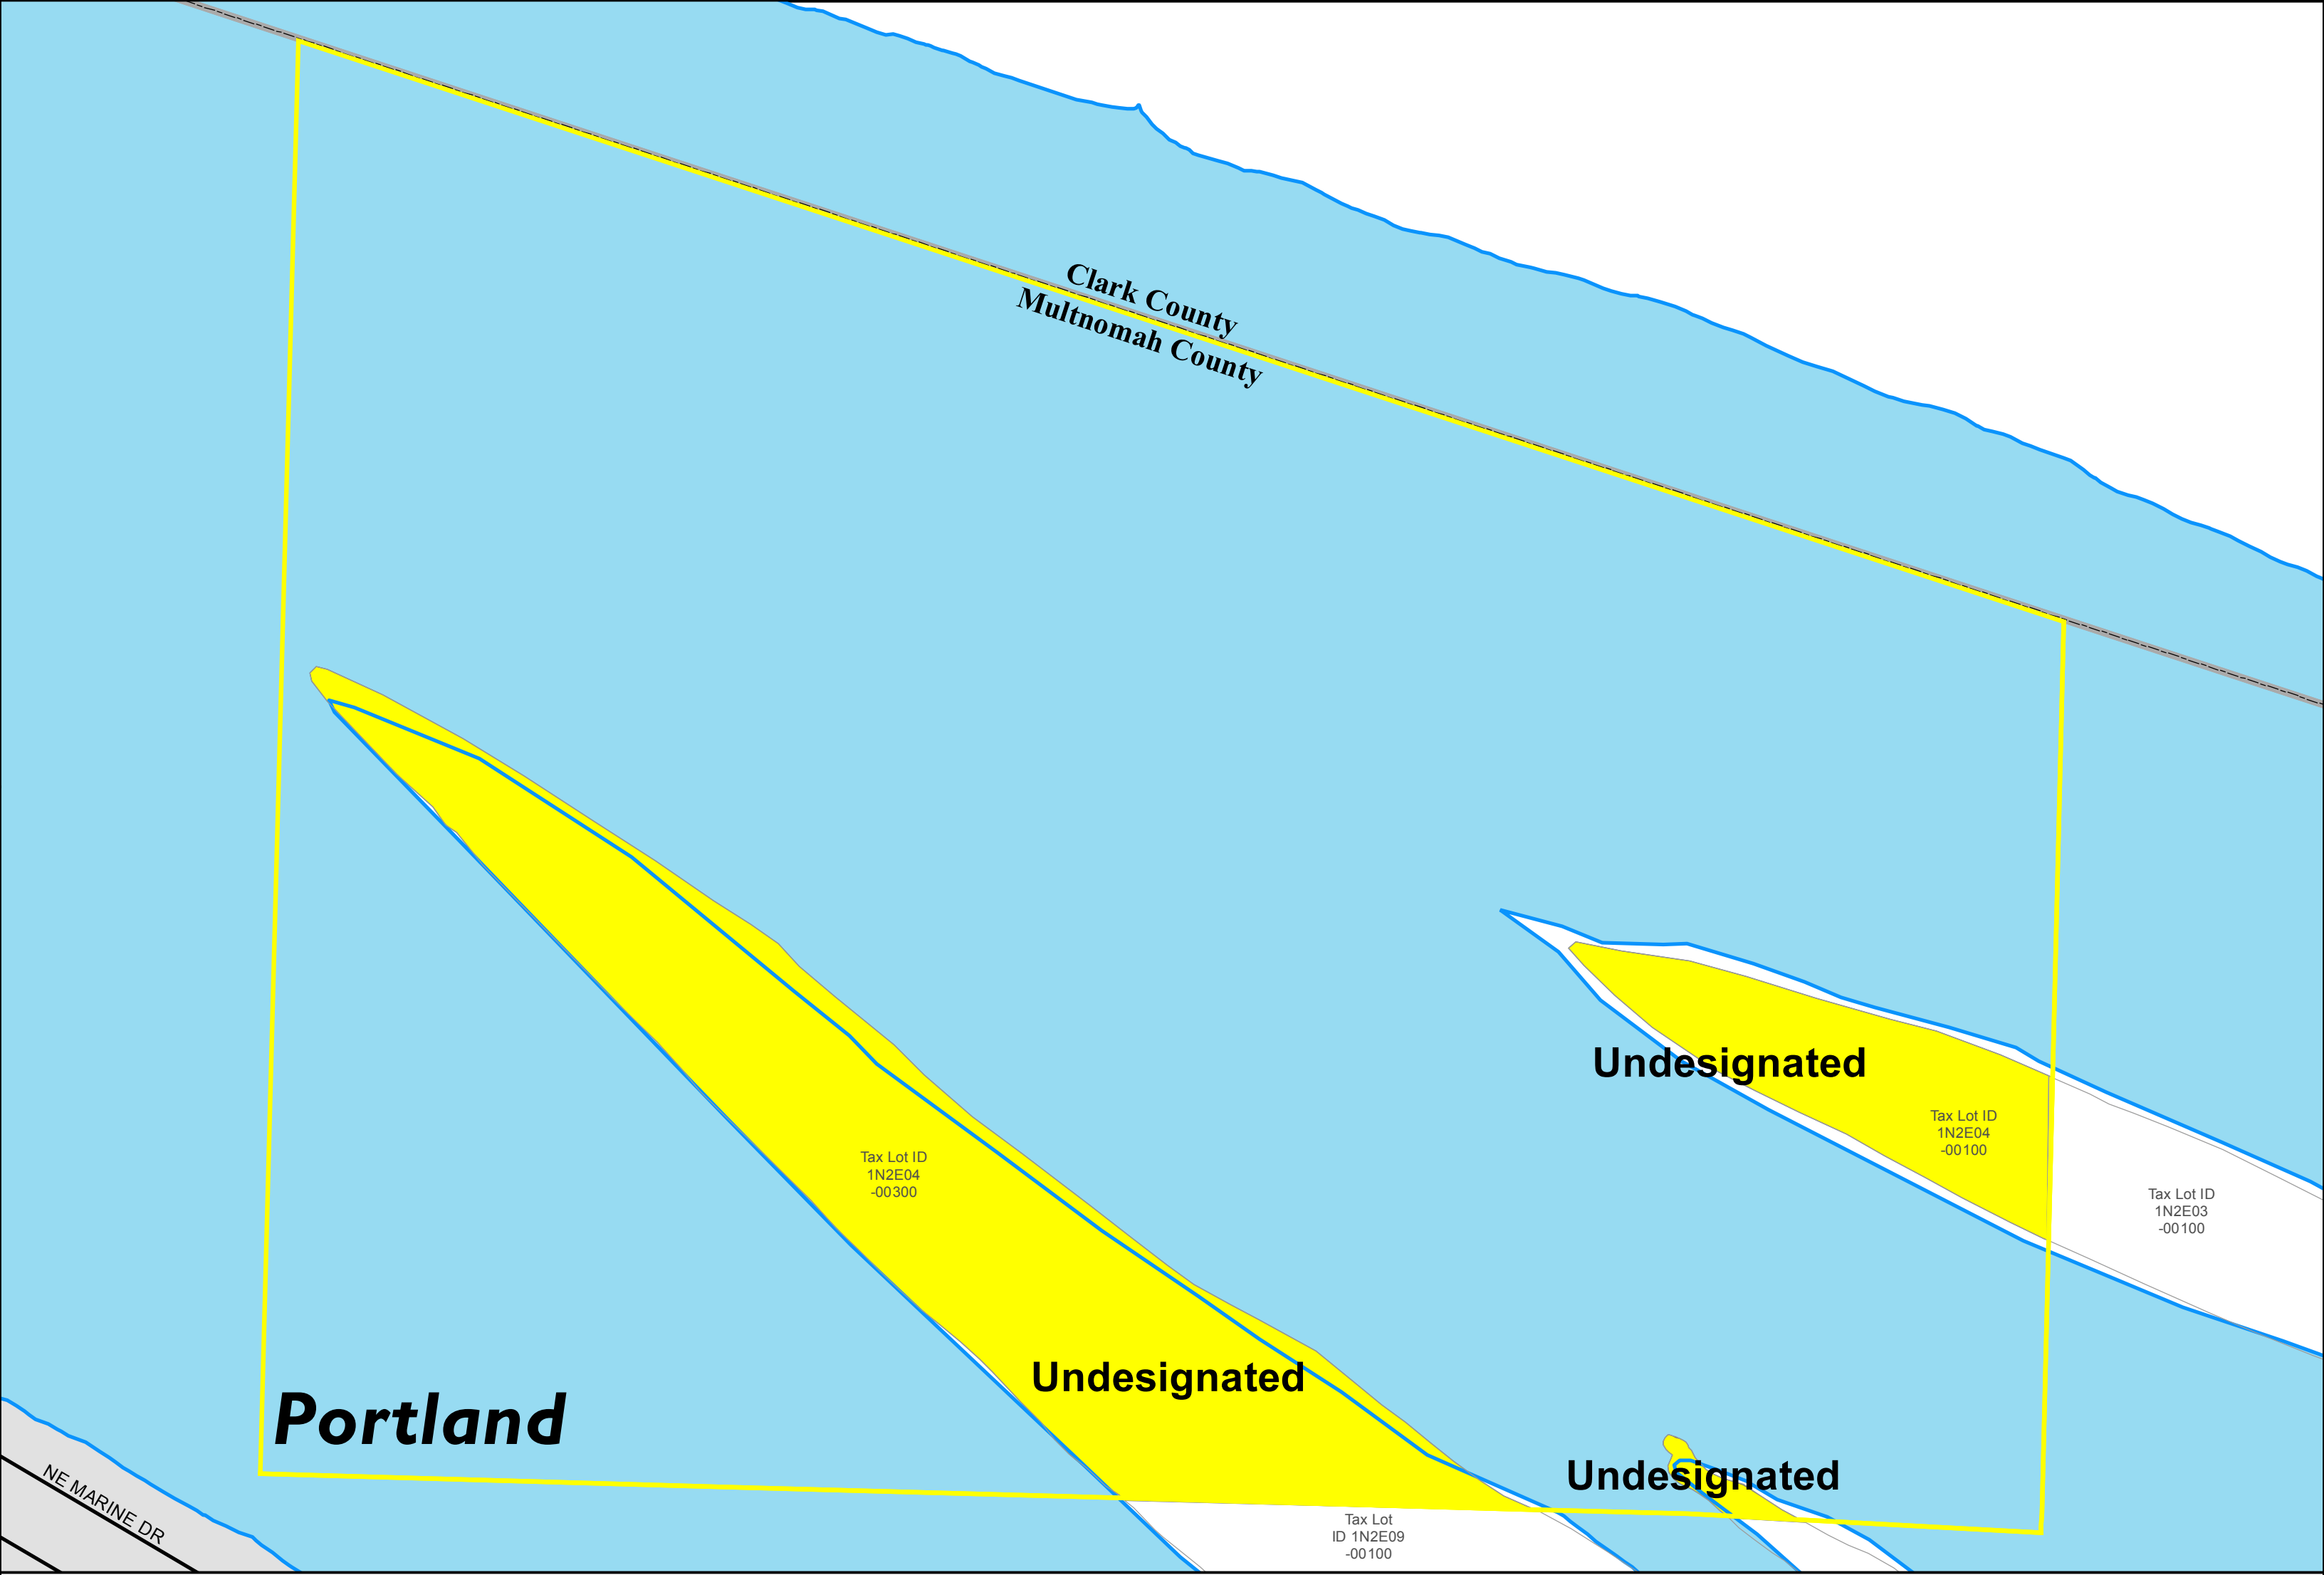 Clark County
Multnomah County
Undesignated
Tax Lot ID
1N2E04
-00100
Tax Lot ID
1N2E04
-00300
Tax Lot ID
1N2E03
-00100
Undesignated
Portland
Undesignated
NE MARINE DR
Tax Lot
ID 1N2E09
-00100